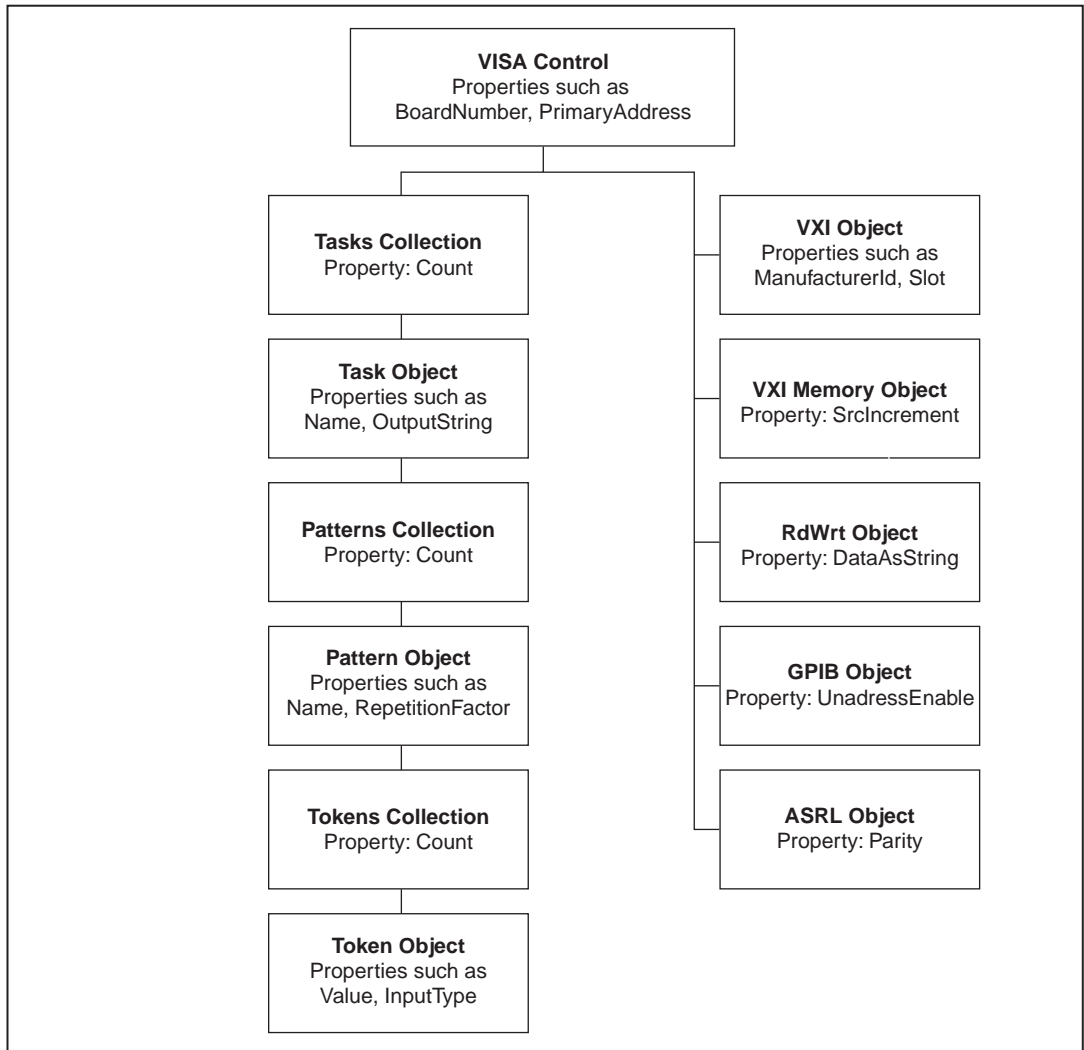 VISA Control
Properties such as
BoardNumber, PrimaryAddress
Tasks Collection
Property: Count
Task Object
Properties such as
Name, OutputString
Patterns Collection
Property: Count
Pattern Object
Properties such as
Name, RepetitionFactor
Tokens Collection
Property: Count
Token Object
Properties such as
Value, InputType
VXI Object
Properties such as
ManufacturerId, Slot
VXI Memory Object
Property: SrcIncrement
RdWrt Object
Property: DataAsString
GPIB Object
Property: UnadressEnable
ASRL Object
Property: Parity